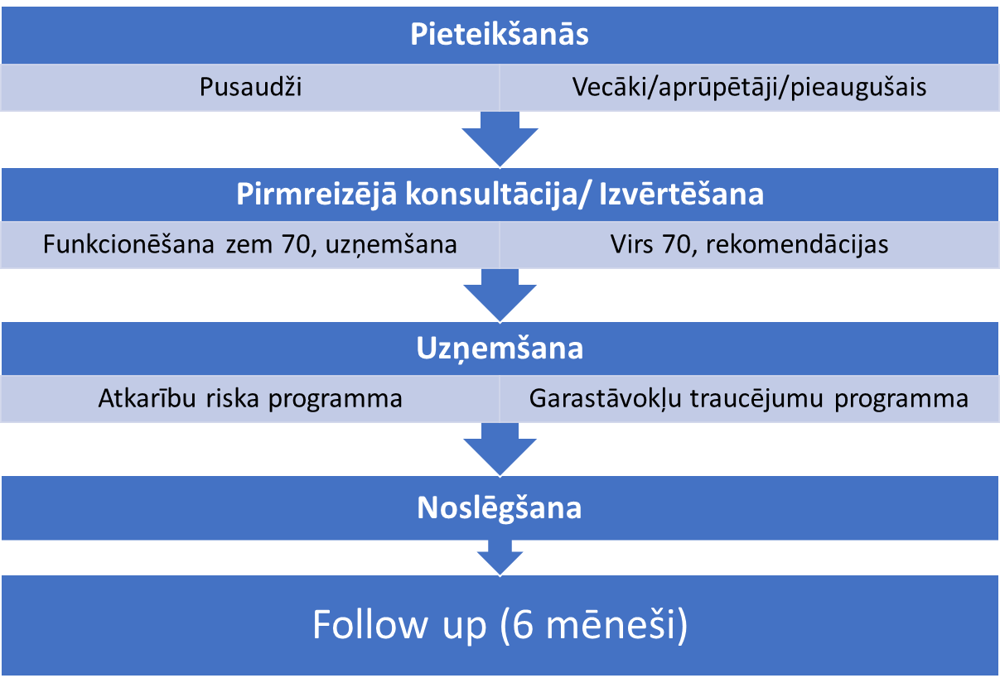 Pieteikšanās
Pusaudži
Vecāki/aprūpētāji/pieaugušais
Pirmreizējā konsultācija/ Izvērtēšana
Funkcionēšana zem 70, uzņemšana
Virs 70, rekomendācijas
Uzņemšana
Atkarību riska programma
Garastāvokļu traucējumu programma
Noslēgšana
Follow up (6 mēneši)